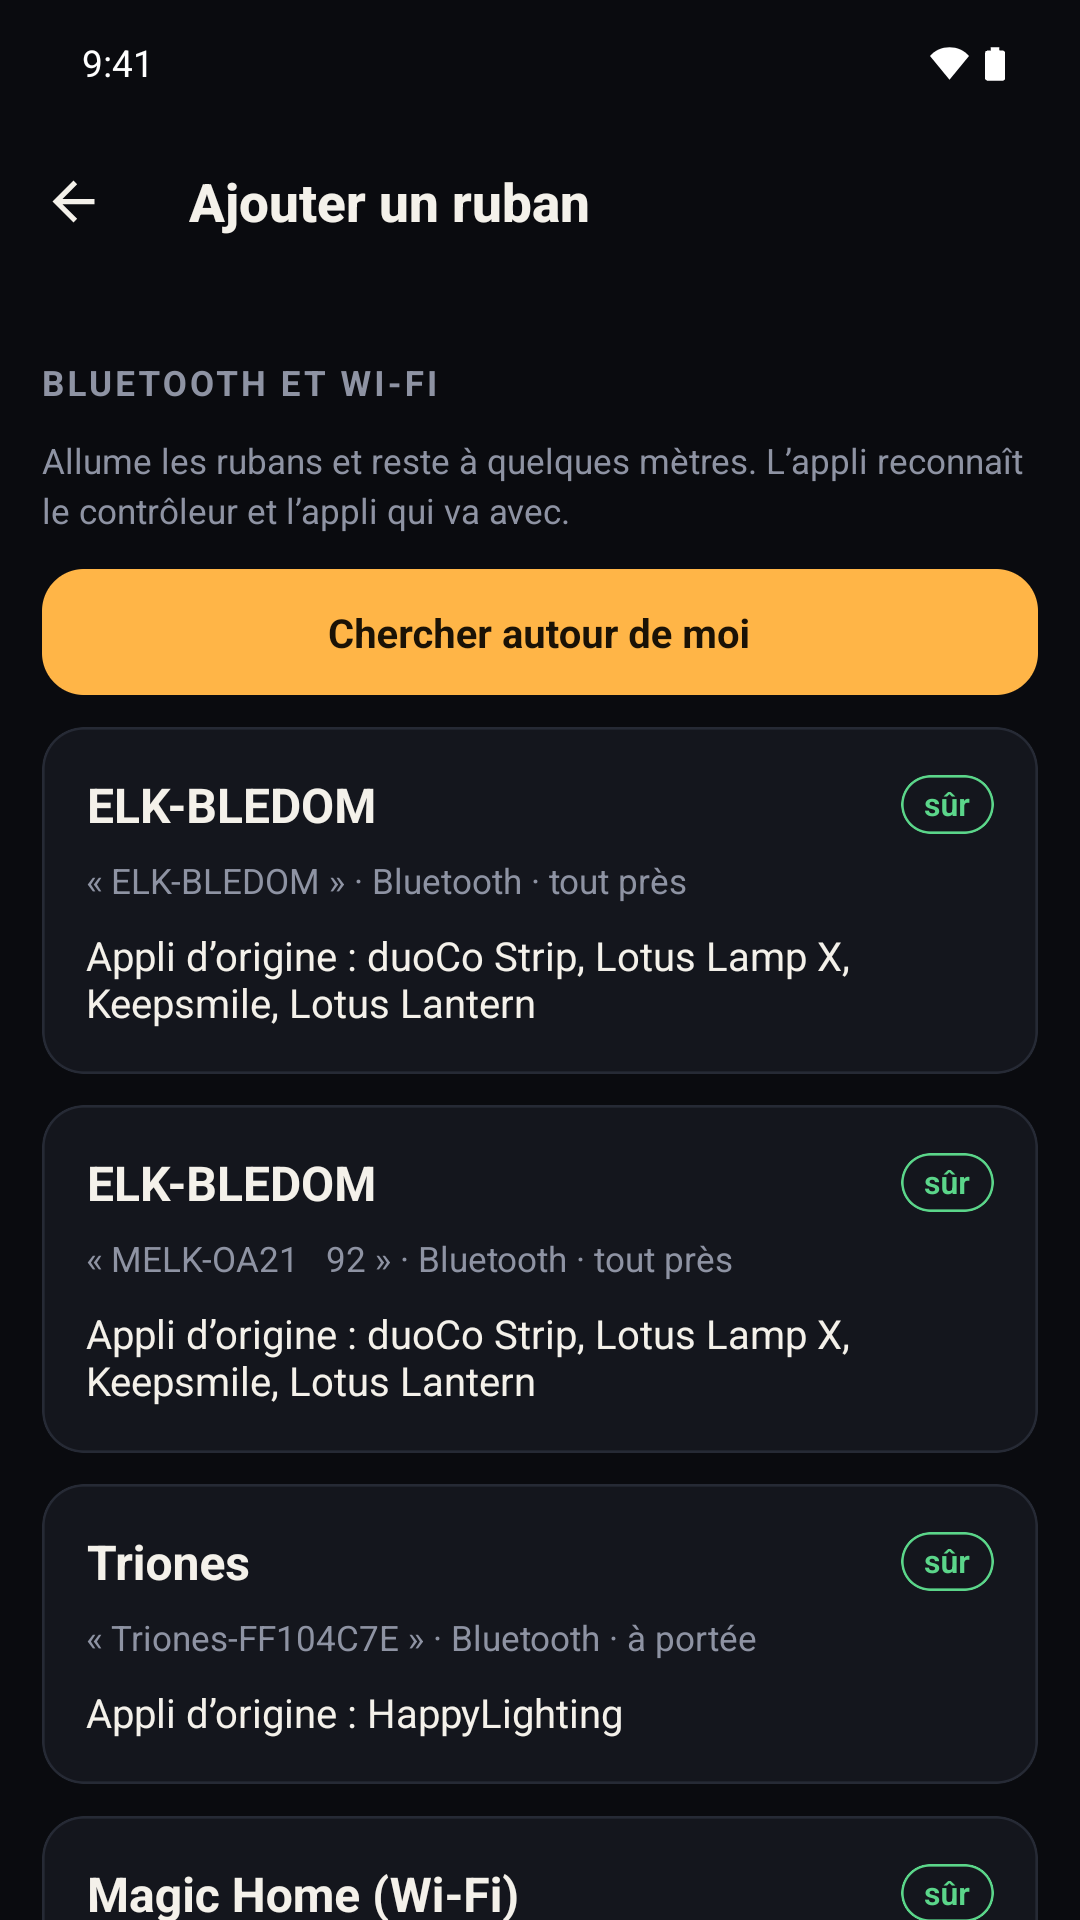 9:41
Ajouter un ruban
BLUETOOTH ET WI-FI
Allume les rubans et reste à quelques mètres. L’appli reconnaît
le contrôleur et l’appli qui va avec.
Chercher autour de moi
ELK-BLEDOM
sûr
« ELK-BLEDOM » · Bluetooth · tout près
Appli d’origine : duoCo Strip, Lotus Lamp X,
Keepsmile, Lotus Lantern
ELK-BLEDOM
sûr
« MELK-OA21   92 » · Bluetooth · tout près
Appli d’origine : duoCo Strip, Lotus Lamp X,
Keepsmile, Lotus Lantern
Triones
sûr
« Triones-FF104C7E » · Bluetooth · à portée
Appli d’origine : HappyLighting
Magic Home (Wi-Fi)
sûr